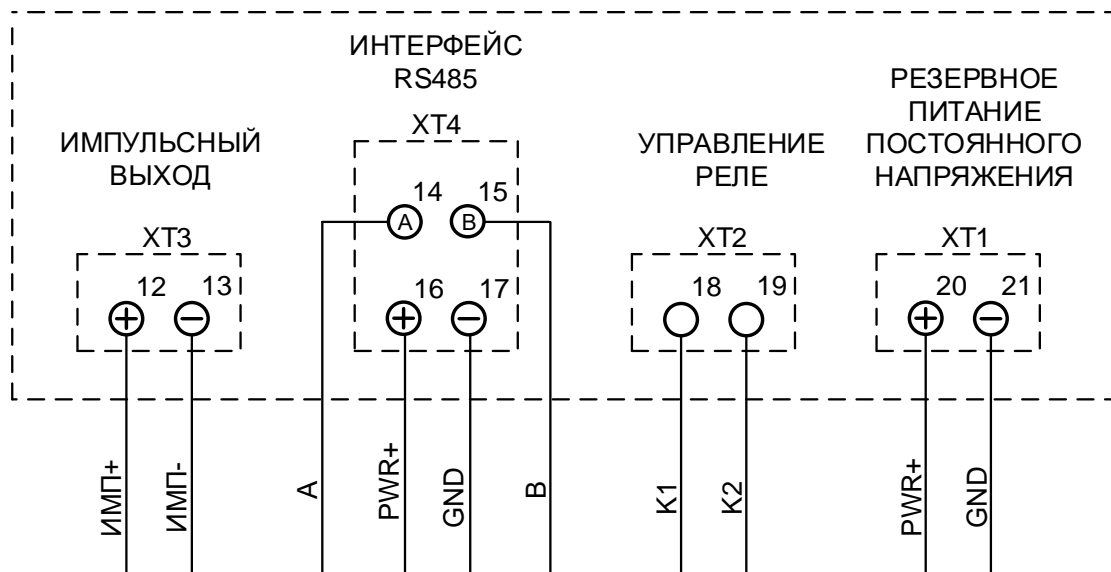 ИНТЕРФЕЙС
RS485
РЕЗЕРВНОЕ
ПИТАНИЕ
ПОСТОЯННОГО
НАПРЯЖЕНИЯ
ИМПУЛЬСНЫЙ
ВЫХОД
XT4
УПРАВЛЕНИЕ
РЕЛЕ
14 15
A B
XT3
XT2
XT1
12 13
16 17
18 19
20 21
+ −
+ −
+ −
ИМП+
ИМП-
A
PWR+
GND
B
K1
K2
PWR+
GND